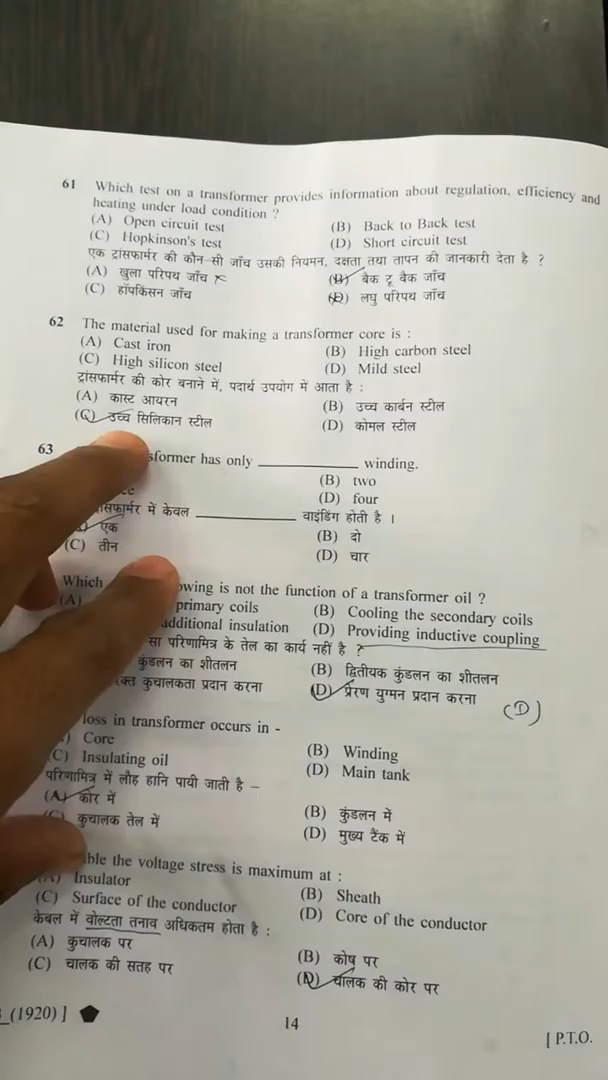 61 Which test on a transformer provides information about regulation, efficiency and
heating under load condition ?
(A) Open circuit test (B) Back to Back test
(C) Hopkinson's test (D) Short circuit test
एक ट्रांसफार्मर की कौन-सी जाँच उसकी नियमन, दक्षता तथा तापन की जानकारी देता है ?
(A) खुला परिपथ जाँच (B) बैक टू बैक जाँच
(C) हॉपकिंसन जाँच (D) लघु परिपथ जाँच
62 The material used for making a transformer core is :
(A) Cast iron (B) High carbon steel
(C) High silicon steel (D) Mild steel
ट्रांसफार्मर की कोर बनाने में, पदार्थ उपयोग में आता है :
(A) कास्ट आयरन (B) उच्च कार्बन स्टील
(C) उच्च सिलिकान स्टील (D) कोमल स्टील
63 sformer has only ____________ winding.
(B) two
(D) four
में केवल ____________ वाइंडिंग होती है ।
एक (B) दो
(C) तीन (D) चार
Which owing is not the function of a transformer oil ?
(A) primary coils (B) Cooling the secondary coils
additional insulation (D) Providing inductive coupling
सा परिणामित्र के तेल का कार्य नहीं है ?
कुंडलन का शीतलन (B) द्वितीयक कुंडलन का शीतलन
क्त कुचालकता प्रदान करना (D) प्रेरण युग्मन प्रदान करना
(D)
loss in transformer occurs in -
) Core (B) Winding
(C) Insulating oil (D) Main tank
परिणामित्र में लौह हानि पायी जाती है –
(A) कोर में (B) कुंडलन में
(C) कुचालक तेल में (D) मुख्य टैंक में
ble the voltage stress is maximum at :
(A) Insulator (B) Sheath
(C) Surface of the conductor (D) Core of the conductor
केबल में वोल्टता तनाव अधिकतम होता है :
(A) कुचालक पर (B) कोष पर
(C) चालक की सतह पर (D) चालक की कोर पर
_(1920) ] 14 [ P.T.O.